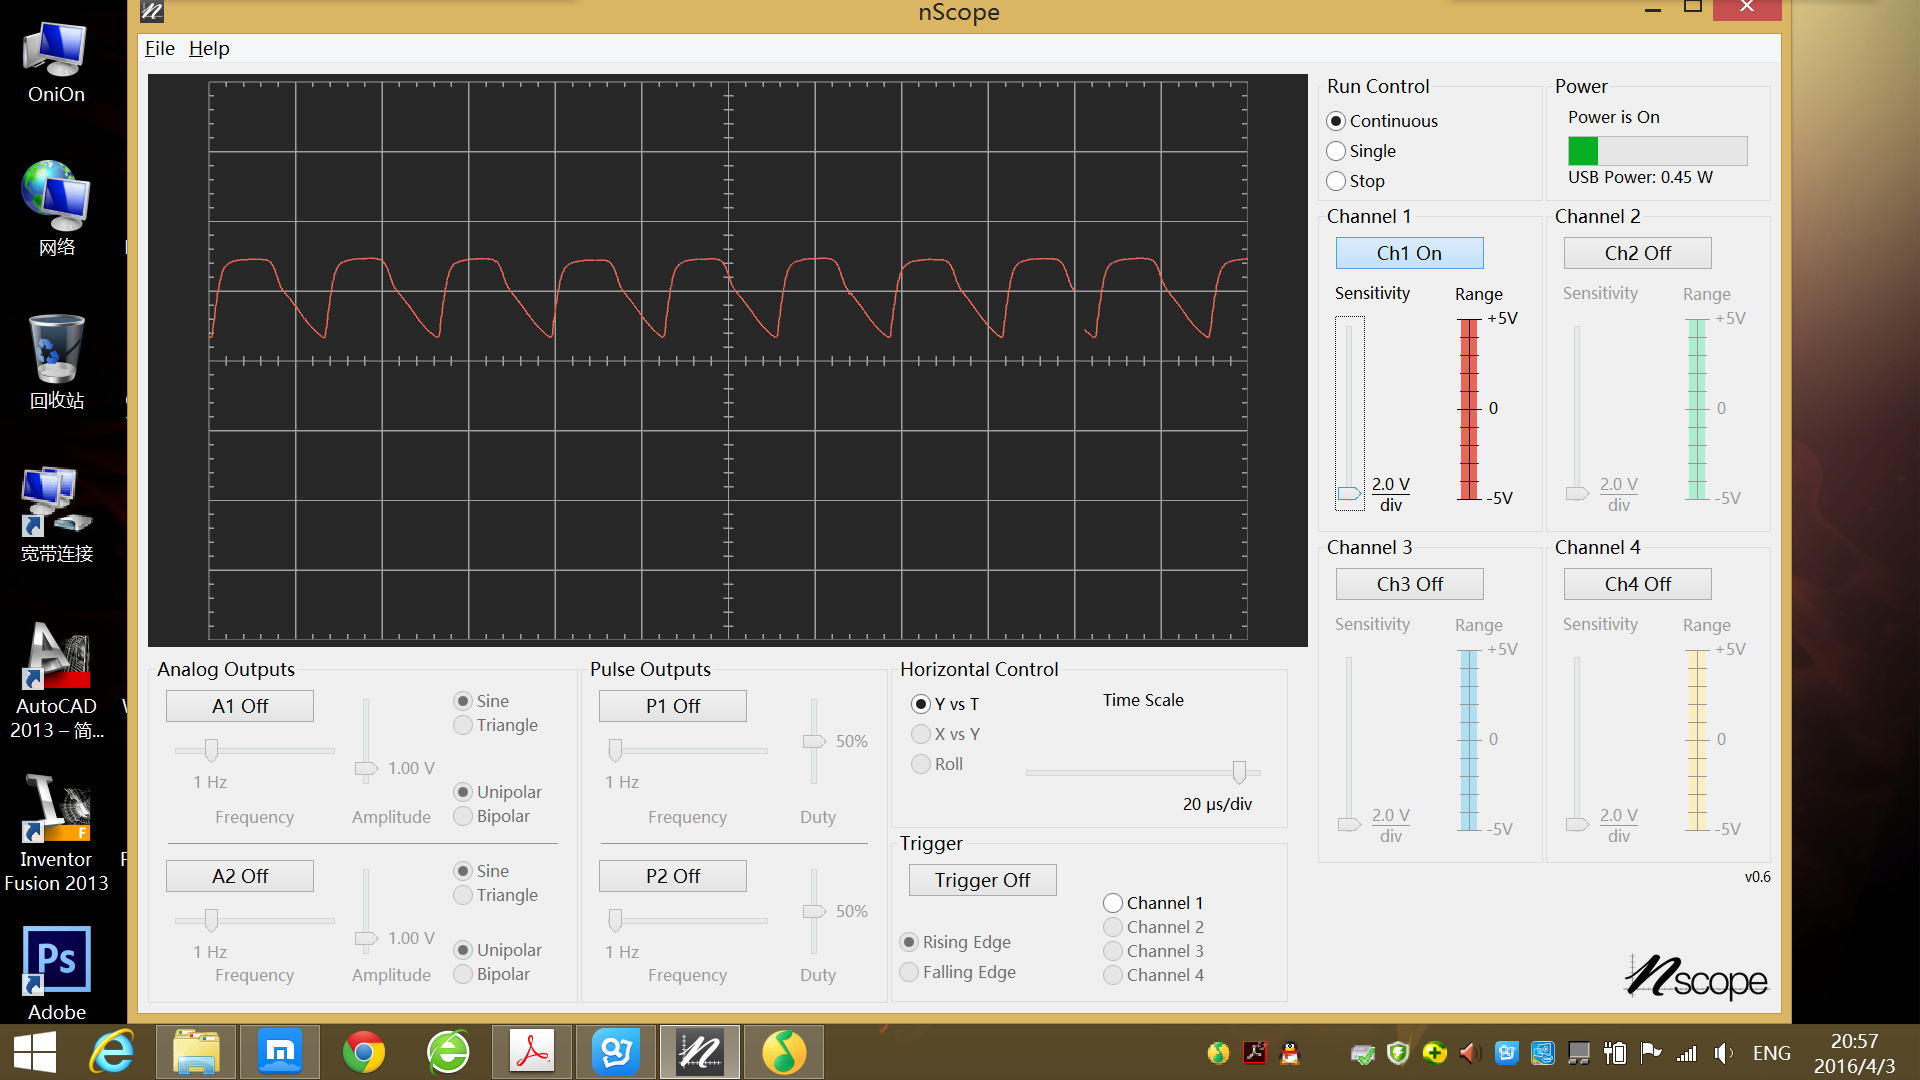 nScope
File Help
OniOn
网络
回收站
宽带连接
AutoCAD
2013 – 简...
Inventor
Fusion 2013
Ps
Adobe
Run Control
Continuous
Single
Stop
Power
Power is On
USB Power: 0.45 W
Channel 1
Ch1 On
Sensitivity
Range
+5V
0
-5V
2.0 V
div
Channel 2
Ch2 Off
Sensitivity
Range
+5V
0
-5V
2.0 V
div
Channel 3
Ch3 Off
Sensitivity
Range
+5V
0
-5V
2.0 V
div
Channel 4
Ch4 Off
Sensitivity
Range
+5V
0
-5V
2.0 V
div
v0.6
nscope
Analog Outputs
A1 Off
1 Hz
Frequency
1.00 V
Amplitude
Sine
Triangle
Unipolar
Bipolar
A2 Off
1 Hz
Frequency
1.00 V
Amplitude
Sine
Triangle
Unipolar
Bipolar
Pulse Outputs
P1 Off
1 Hz
Frequency
50%
Duty
P2 Off
1 Hz
Frequency
50%
Duty
Horizontal Control
Y vs T
X vs Y
Roll
Time Scale
20 µs/div
Trigger
Trigger Off
Rising Edge
Falling Edge
Channel 1
Channel 2
Channel 3
Channel 4
ENG
20:57
2016/4/3